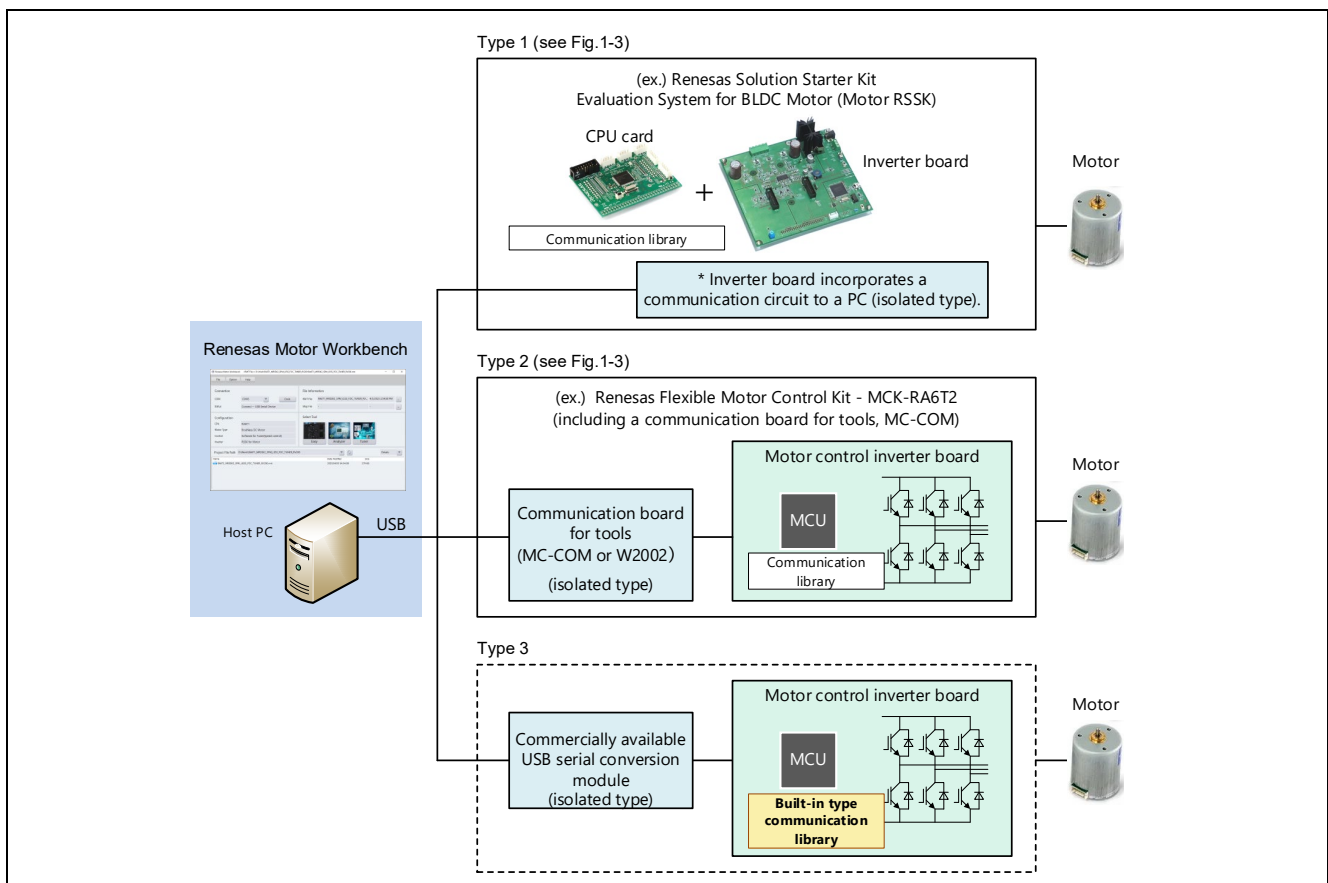 Type 1 (see Fig.1-3)
(ex.) Renesas Solution Starter Kit
Evaluation System for BLDC Motor (Motor RSSK)
CPU card
Inverter board
+
Communication library
* Inverter board incorporates a
communication circuit to a PC (isolated type).
Motor
Renesas Motor Workbench
Host PC
USB
Type 2 (see Fig.1-3)
(ex.) Renesas Flexible Motor Control Kit - MCK-RA6T2
(including a communication board for tools, MC-COM)
Communication board
for tools
(MC-COM or W2002)
(isolated type)
Motor control inverter board
MCU
Communication
library
Motor
Type 3
Commercially available
USB serial conversion
module
(isolated type)
Motor control inverter board
MCU
Built-in type
communication
library
Motor